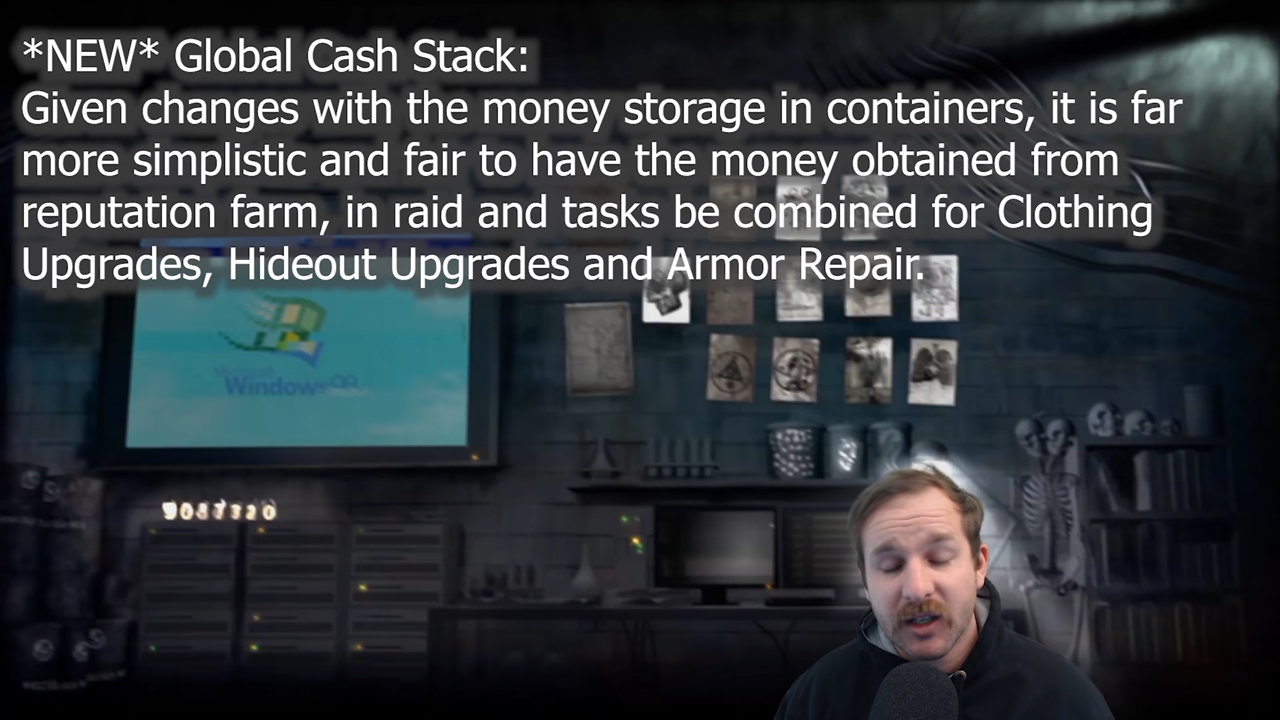 *NEW* Global Cash Stack:
Given changes with the money storage in containers, it is far
more simplistic and fair to have the money obtained from
reputation farm, in raid and tasks be combined for Clothing
Upgrades, Hideout Upgrades and Armor Repair.